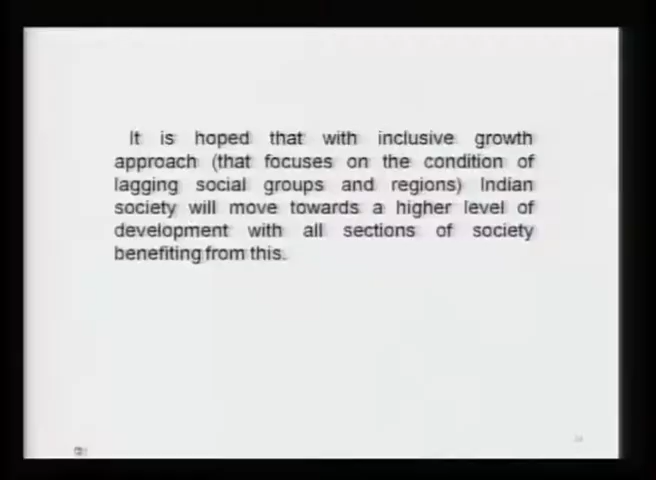 It is hoped that with inclusive growth
approach (that focuses on the condition of
lagging social groups and regions) Indian
society will move towards a higher level of
development with all sections of society
benefiting from this.